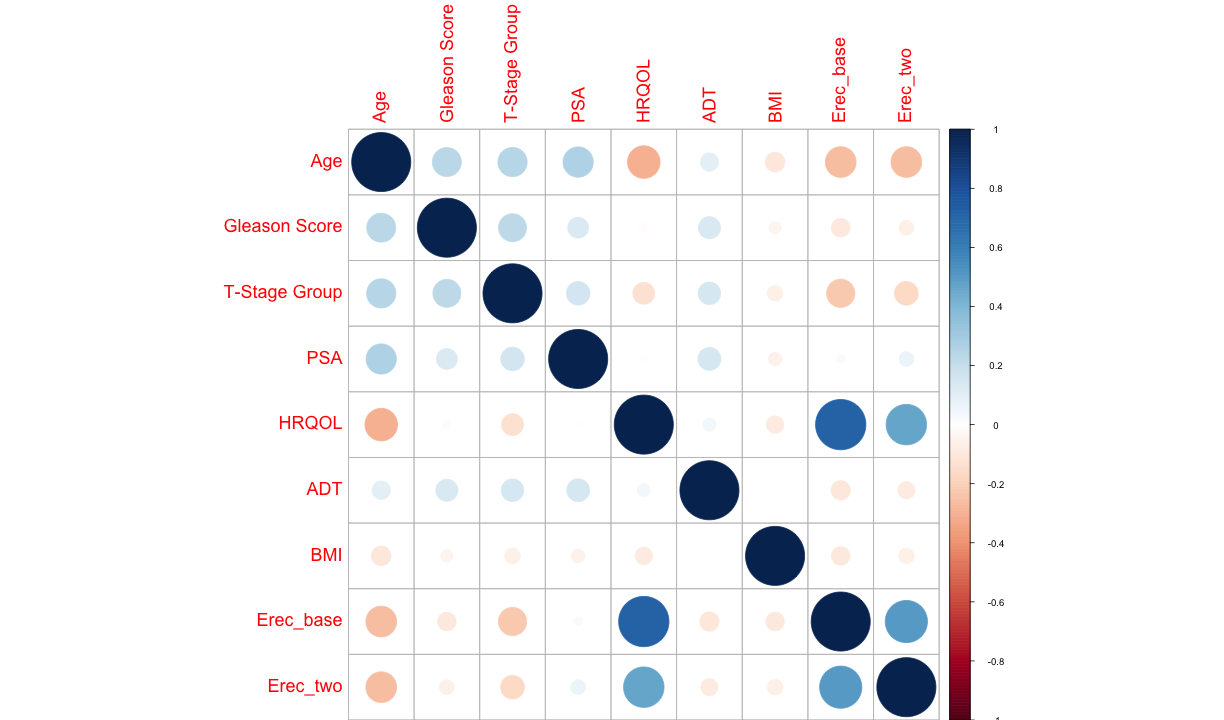 Age
Gleason Score
T-Stage Group
PSA
HRQOL
ADT
BMI
Erec_base
Erec_two
Age
Gleason Score
T-Stage Group
PSA
HRQOL
ADT
BMI
Erec_base
Erec_two
1
0.8
0.6
0.4
0.2
0
-0.2
-0.4
-0.6
-0.8
-1